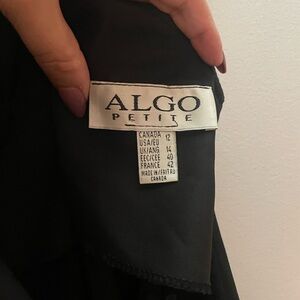 ALGO
PETITE
CANADA 12
USA/EU
UK/ANG 14
EEC/CEE 40
FRANCE 42
MADE IN/FAIT AU
CANADA